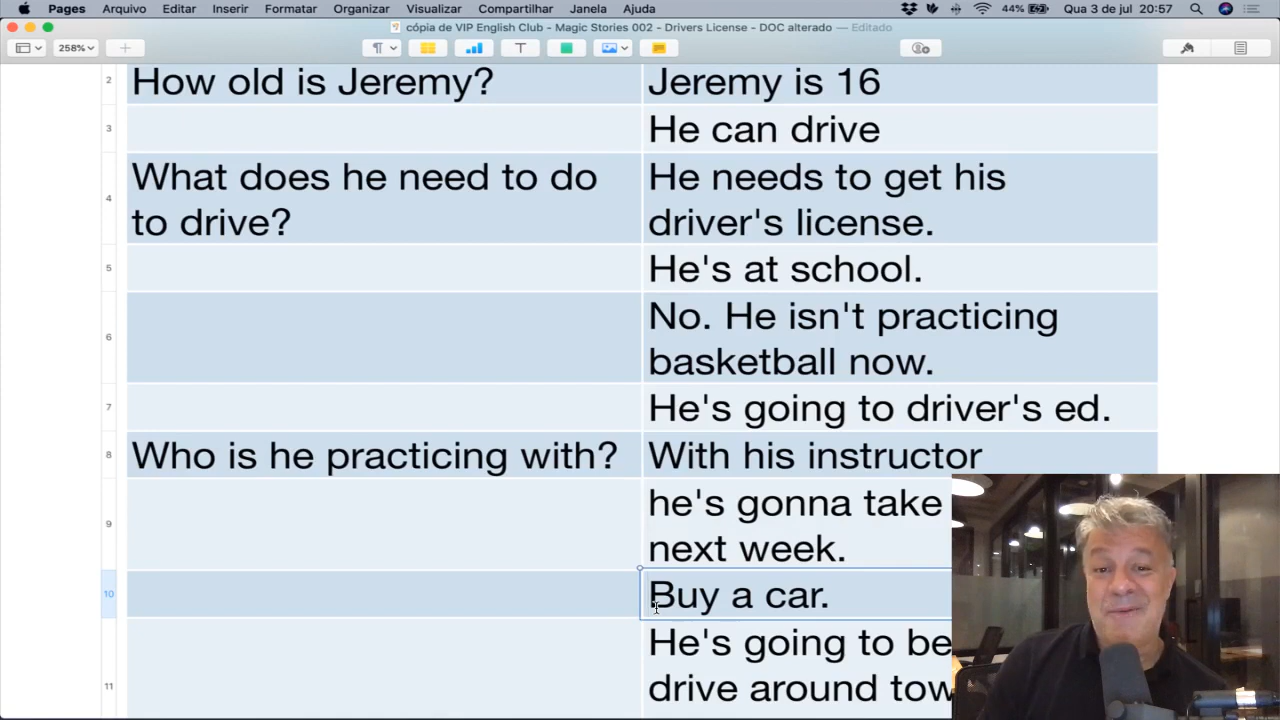 Pages Arquivo Editar Inserir Formatar Organizar Visualizar Compartilhar Janela Ajuda 44% Qua 3 de jul 20:57
cópia de VIP English Club - Magic Stories 002 - Drivers License - DOC alterado — Editado
258%
2 How old is Jeremy? Jeremy is 16
3 He can drive
What does he need to do He needs to get his
4
to drive? driver's license.
5 He's at school.
No. He isn't practicing
6
basketball now.
7 He's going to driver's ed.
8 Who is he practicing with? With his instructor
he's gonna take
9
next week.
10 Buy a car.
He's going to be
11 drive around tow